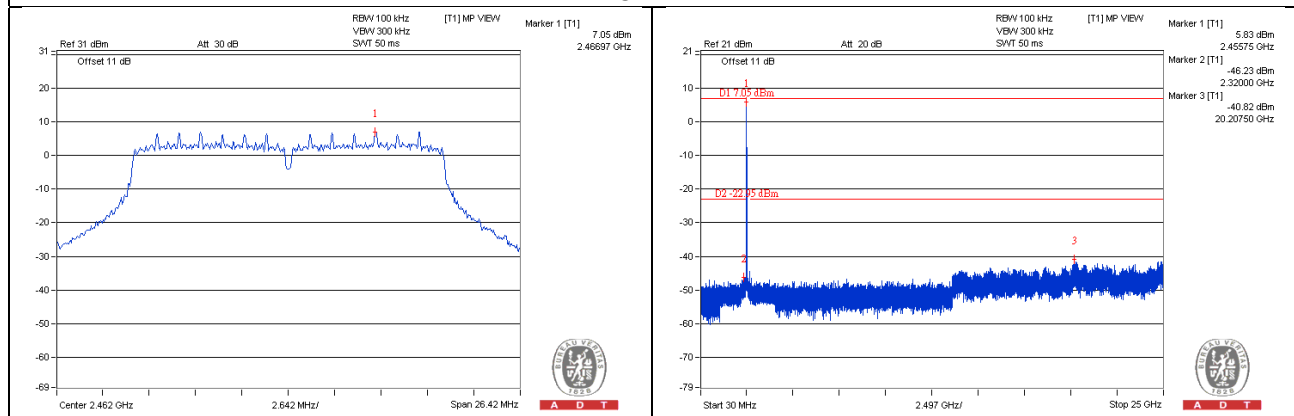 RBW 100 kHz [T1] MP VIEW
VBW 300 kHz
Ref 31 dBm Att 30 dB SWT 50 ms
Marker 1 [T1]
7.05 dBm
2.46697 GHz
Offset 11 dB
31
20
10
0
-10
-20
-30
-40
-50
-60
-69
1
Center 2.462 GHz 2.642 MHz/ Span 26.42 MHz
BUREAU VERITAS
1828
A D T
RBW 100 kHz [T1] MP VIEW
VBW 300 kHz
Ref 21 dBm Att 20 dB SWT 50 ms
Marker 1 [T1]
5.83 dBm
2.45575 GHz
Marker 2 [T1]
-46.23 dBm
2.32000 GHz
Marker 3 [T1]
-40.82 dBm
20.20750 GHz
Offset 11 dB
21
10
0
-10
-20
-30
-40
-50
-60
-70
-79
1
D1 7.05 dBm
D2 -22.95 dBm
2
3
Start 30 MHz 2.497 GHz/ Stop 25 GHz
BUREAU VERITAS
1828
A D T